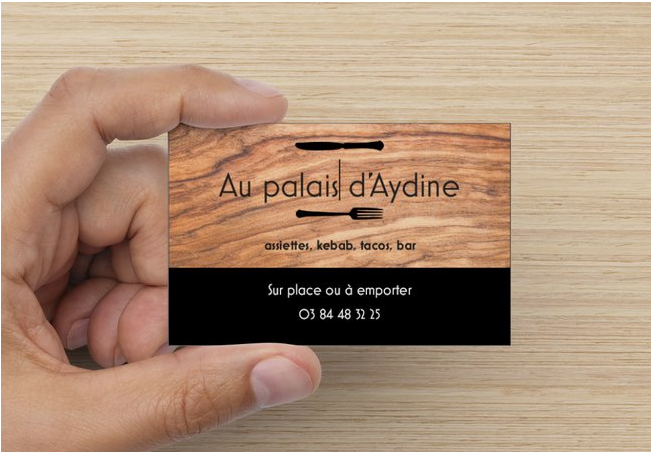 Au palais d'Aydine
assiettes, kebab, tacos, bar
Sur place ou à emporter
03 84 48 32 25